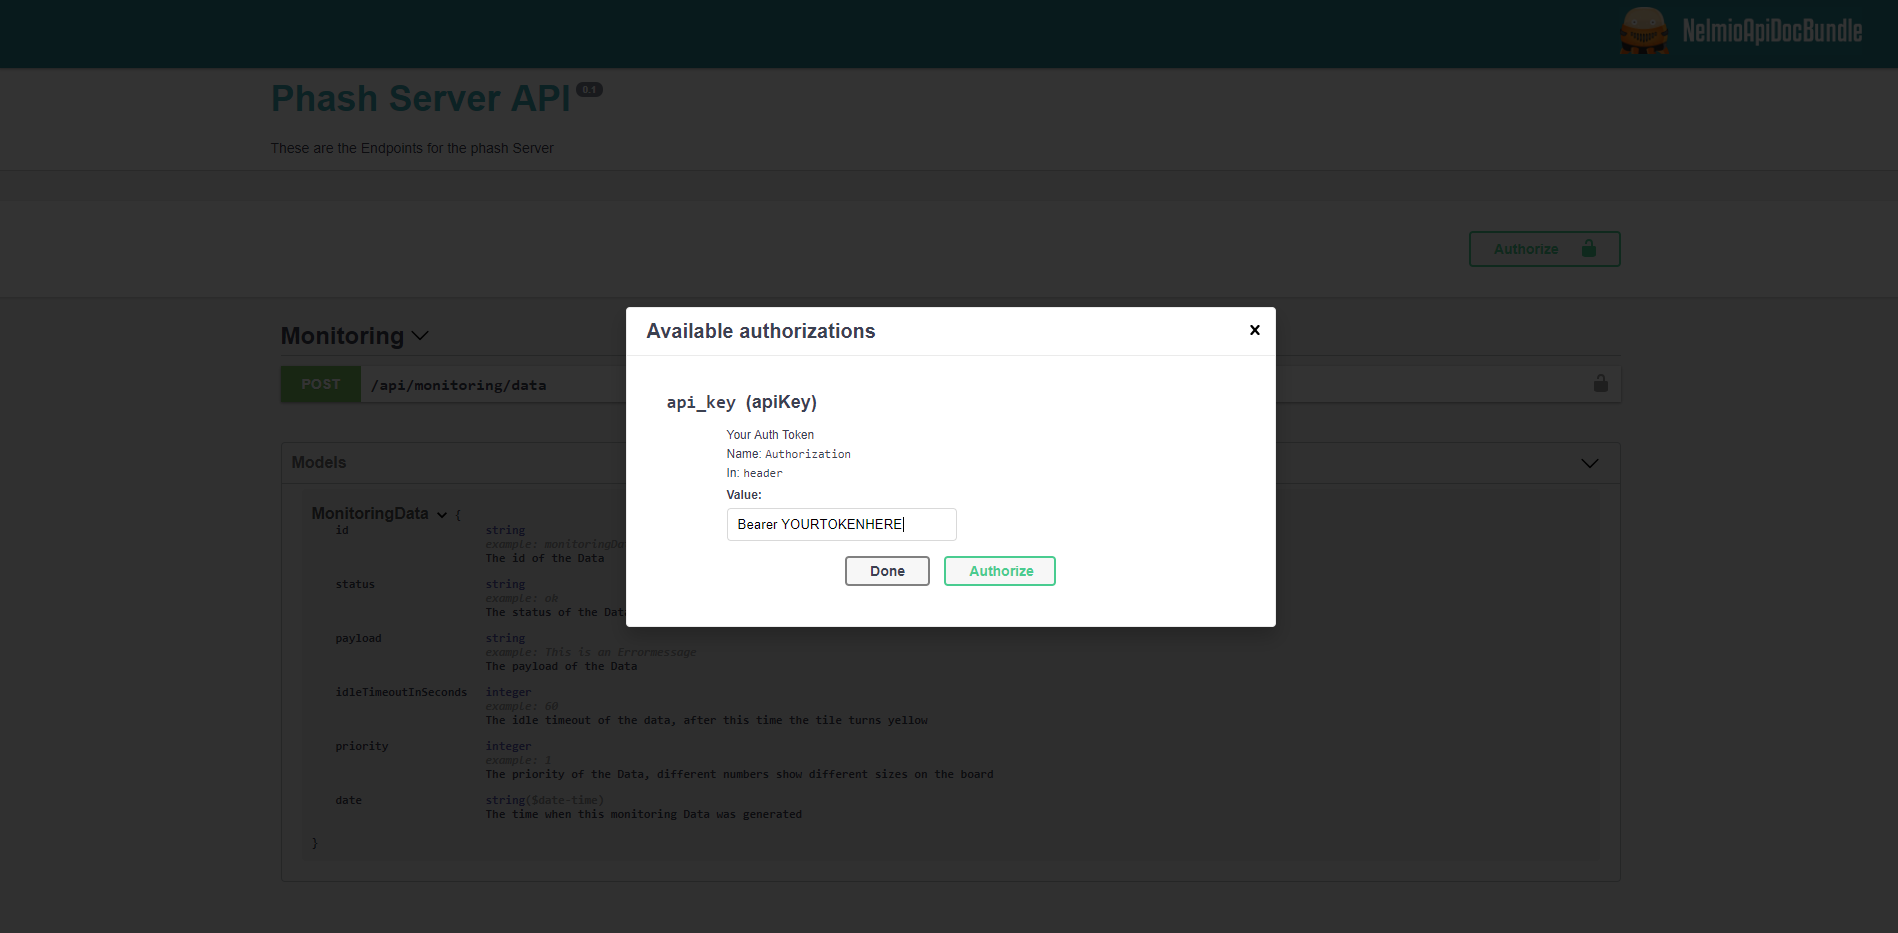 NelmioApiDocBundle
Phash Server API 0.1
These are the Endpoints for the phash Server
Authorize
Available authorizations
api_key (apiKey)
Your Auth Token
Name: Authorization
In: header
Value:
Bearer YOURTOKENHERE
Done Authorize
Monitoring
POST /api/monitoring/data
Models
MonitoringData {
id string
example: monitoringDa
The id of the Data
status string
example: ok
The status of the Data
payload string
example: This is an Errormessage
The payload of the Data
idleTimeoutInSeconds integer
example: 60
The idle timeout of the data, after this time the tile turns yellow
priority integer
example: 1
The priority of the Data, different numbers show different sizes on the board
date string($date-time)
The time when this monitoring Data was generated
}